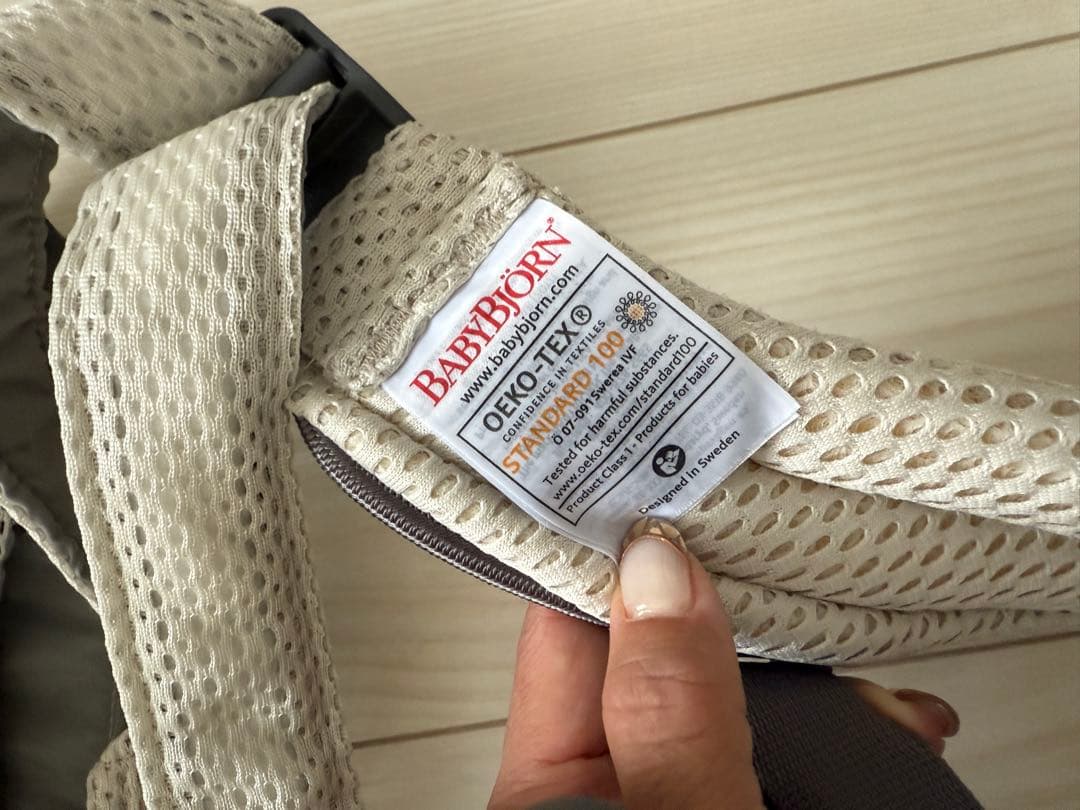 BABYBJÖRN®
www.babybjorn.com
OEKO-TEX®
CONFIDENCE IN TEXTILES
STANDARD 100
Ö 07-091 Swerea IVF
Tested for harmful substances.
www.oeko-tex.com/standard100
Product Class 1 - Products for babies
Designed in Sweden